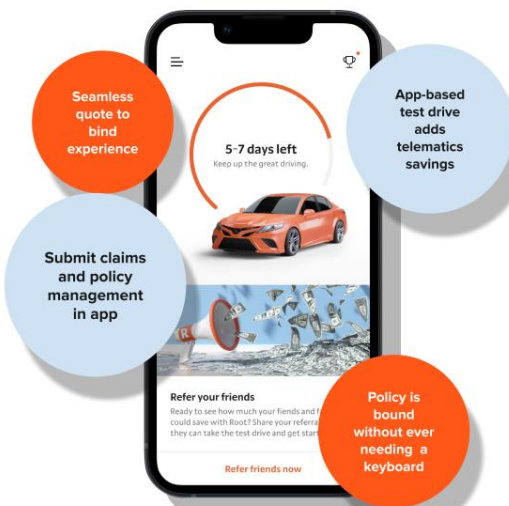 Seamless
quote to
bind
experience
App-based
test drive
adds
telematics
savings
5-7 days left
Keep up the great driving.
Submit claims
and policy
management
in app
R
Refer your friends
Ready to see how much your fiends and f
could save with Root? Share your referra
they can take the test drive and get start
Refer friends now
Policy is
bound
without ever
needing a
keyboard